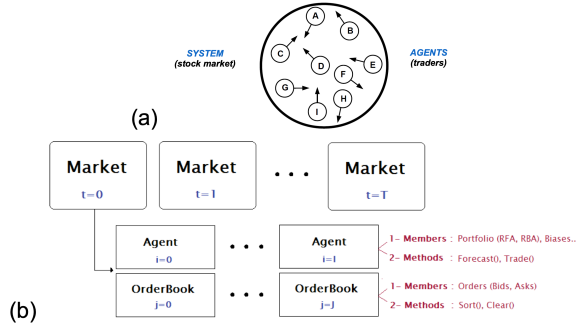 SYSTEM
(stock market)
AGENTS
(traders)
A
B
C
D
E
F
G
H
I
(a)
Market
t=0
Market
t=1
• • •
Market
t=T
Agent
i=0
• • •
Agent
i=I
1- Members : Portfolio (RFA, RBA), Biases..
2- Methods : Forecast(), Trade()
OrderBook
j=0
• • •
OrderBook
j=J
1- Members : Orders (Bids, Asks)
2- Methods : Sort(), Clear()
(b)